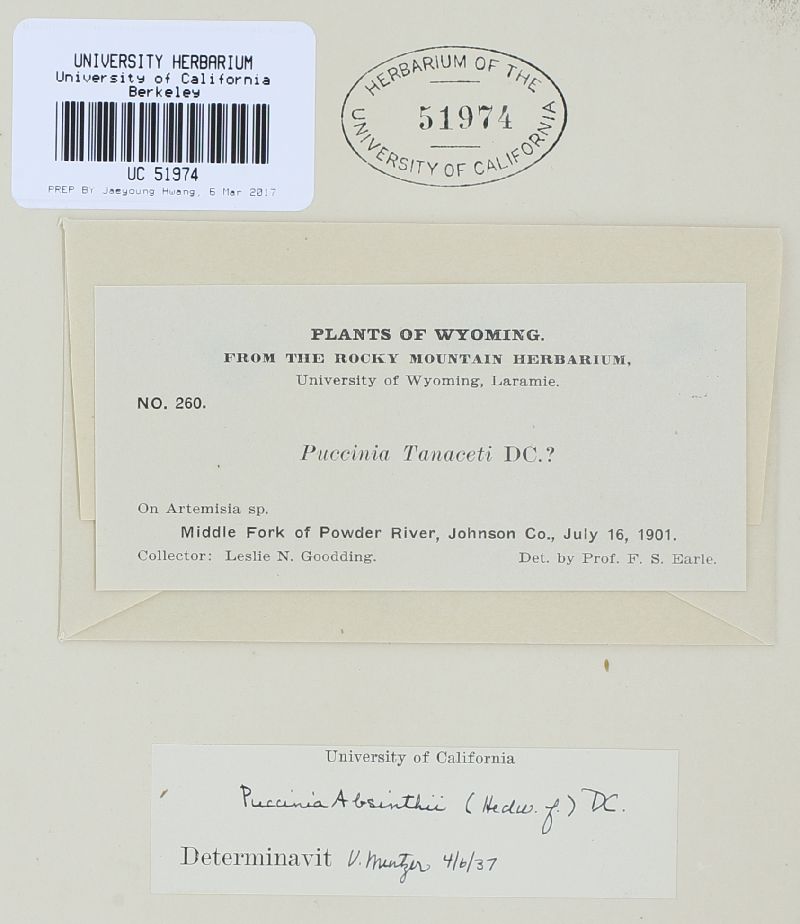 UNIVERSITY HERBARIUM
University of California
Berkeley
UC 51974
PREP BY Jaeyoung Hwang, 6 Mar 2017
HERBARIUM OF THE
51974
UNIVERSITY OF CALIFORNIA
PLANTS OF WYOMING.
FROM THE ROCKY MOUNTAIN HERBARIUM,
University of Wyoming, Laramie.
NO. 260.
Puccinia Tanaceti DC.?
On Artemisia sp.
Middle Fork of Powder River, Johnson Co., July 16, 1901.
Collector: Leslie N. Goodding. Det. by Prof. F. S. Earle.
University of California
Puccinia Absinthii (Hedw. f.) DC.
Determinavit V. Mentzer 4/6/37